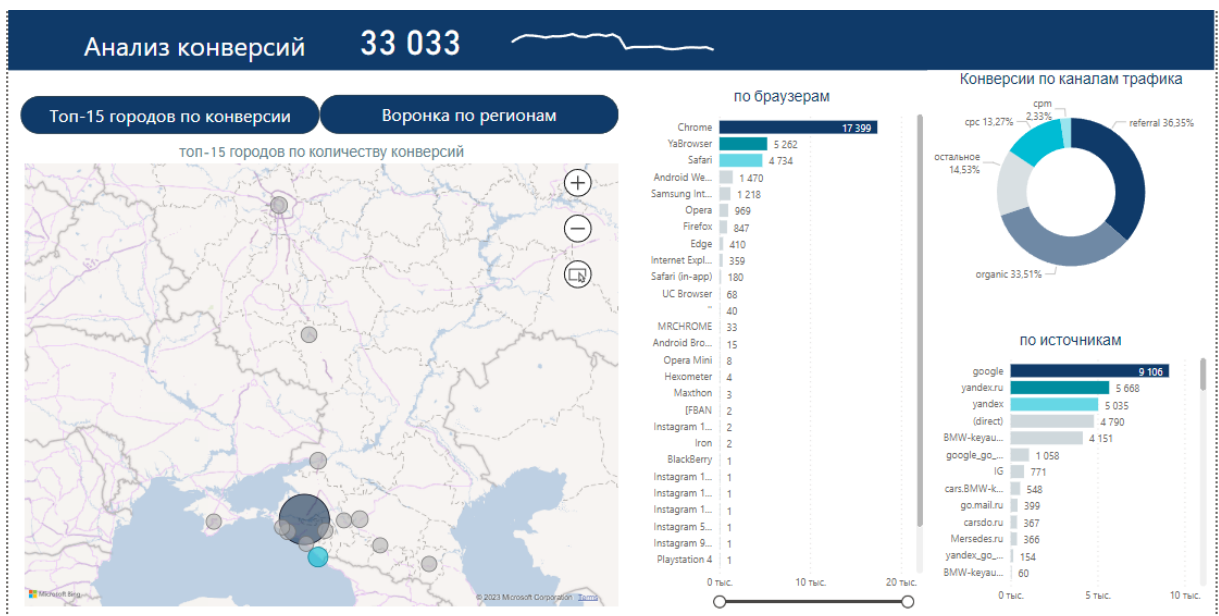 Анализ конверсий
33 033
Топ-15 городов по конверсии
Воронка по регионам
топ-15 городов по количеству конверсий
Microsoft Bing
© 2023 Microsoft Corporation Terms
по браузерам
Chrome 17 399
YaBrowser 5 262
Safari 4 734
Android We... 1 470
Samsung Int... 1 218
Opera 969
Firefox 847
Edge 410
Internet Expl... 359
Safari (in-app) 180
UC Browser 68
" 40
MRCHROME 33
Android Bro... 15
Opera Mini 8
Hexometer 4
Maxthon 3
[FBAN 2
Instagram 1... 2
Iron 2
BlackBerry 1
Instagram 1... 1
Instagram 1... 1
Instagram 1... 1
Instagram 5... 1
Instagram 9... 1
Playstation 4 1
0 тыс. 10 тыс. 20 тыс.
Конверсии по каналам трафика
cpm 2,33%
cpc 13,27%
referral 36,35%
остальное
14,53%
organic 33,51%
по источникам
google 9 106
yandex.ru 5 668
yandex 5 035
(direct) 4 790
BMW-keyau... 4 151
google_go_... 1 058
IG 771
cars.BMW-k... 548
go.mail.ru 399
carsdo.ru 367
Mersedes.ru 366
yandex_go_... 154
BMW-keyau... 60
0 тыс. 5 тыс. 10 тыс.